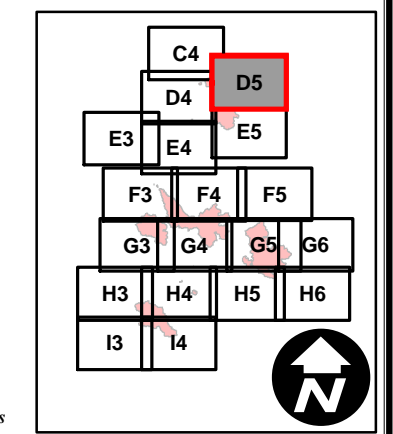 C4
D5
D4
E3 E4 E5
F3 F4 F5
G3 G4 G5 G6
H3 H4 H5 H6
I3 I4
N
s